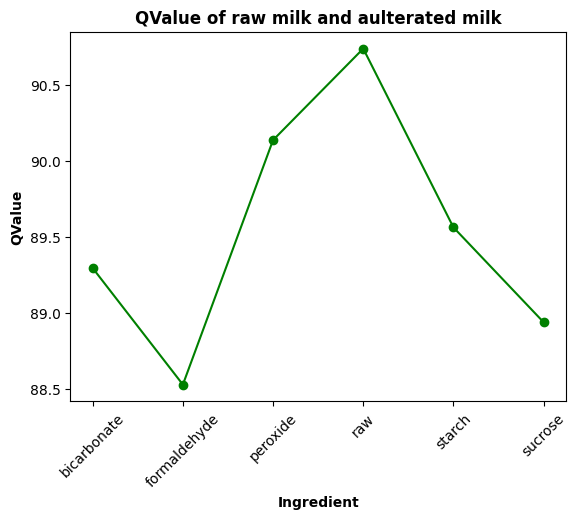 QValue of raw milk and aulterated milk
QValue
90.5
90.0
89.5
89.0
88.5
bicarbonate
formaldehyde
peroxide
raw
starch
sucrose
Ingredient